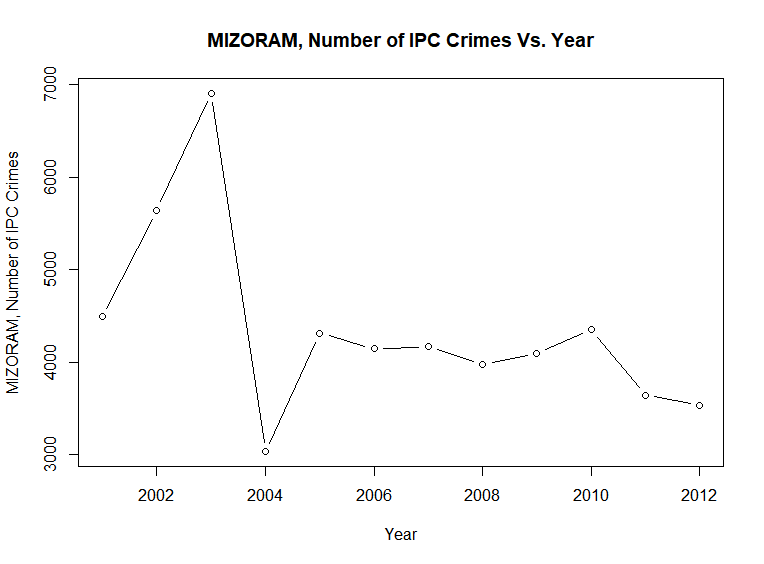 MIZORAM, Number of IPC Crimes Vs. Year
MIZORAM, Number of IPC Crimes
7000
6000
5000
4000
3000
2002 2004 2006 2008 2010 2012
Year